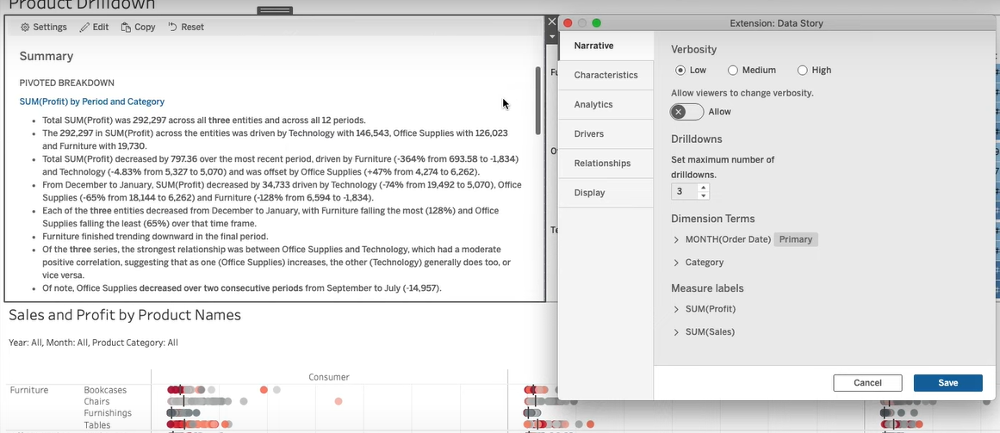 Product Drilldown
Settings Edit Copy Reset
Summary
PIVOTED BREAKDOWN
SUM(Profit) by Period and Category
• Total SUM(Profit) was 292,297 across all three entities and across all 12 periods.
• The 292,297 in SUM(Profit) across the entities was driven by Technology with 146,543, Office Supplies with 126,023
and Furniture with 19,730.
• Total SUM(Profit) decreased by 797.36 over the most recent period, driven by Furniture (-364% from 693.58 to -1,834)
and Technology (-4.83% from 5,327 to 5,070) and was offset by Office Supplies (+47% from 4,274 to 6,262).
• From December to January, SUM(Profit) decreased by 34,733 driven by Technology (-74% from 19,492 to 5,070), Office
Supplies (-65% from 18,144 to 6,262) and Furniture (-128% from 6,594 to -1,834).
• Each of the three entities decreased from December to January, with Furniture falling the most (128%) and Office
Supplies falling the least (65%) over that time frame.
• Furniture finished trending downward in the final period.
• Of the three series, the strongest relationship was between Office Supplies and Technology, which had a moderate
positive correlation, suggesting that as one (Office Supplies) increases, the other (Technology) generally does too, or
vice versa.
• Of note, Office Supplies decreased over two consecutive periods from September to July (-14,957).
Extension: Data Story
Narrative
Characteristics
Analytics
Drivers
Relationships
Display
Verbosity
Low Medium High
Allow viewers to change verbosity.
Allow
Drilldowns
Set maximum number of
drilldowns.
3
Dimension Terms
MONTH(Order Date) Primary
Category
Measure labels
SUM(Profit)
SUM(Sales)
Cancel Save
Sales and Profit by Product Names
Year: All, Month: All, Product Category: All
Consumer
Furniture Bookcases
Chairs
Furnishings
Tables